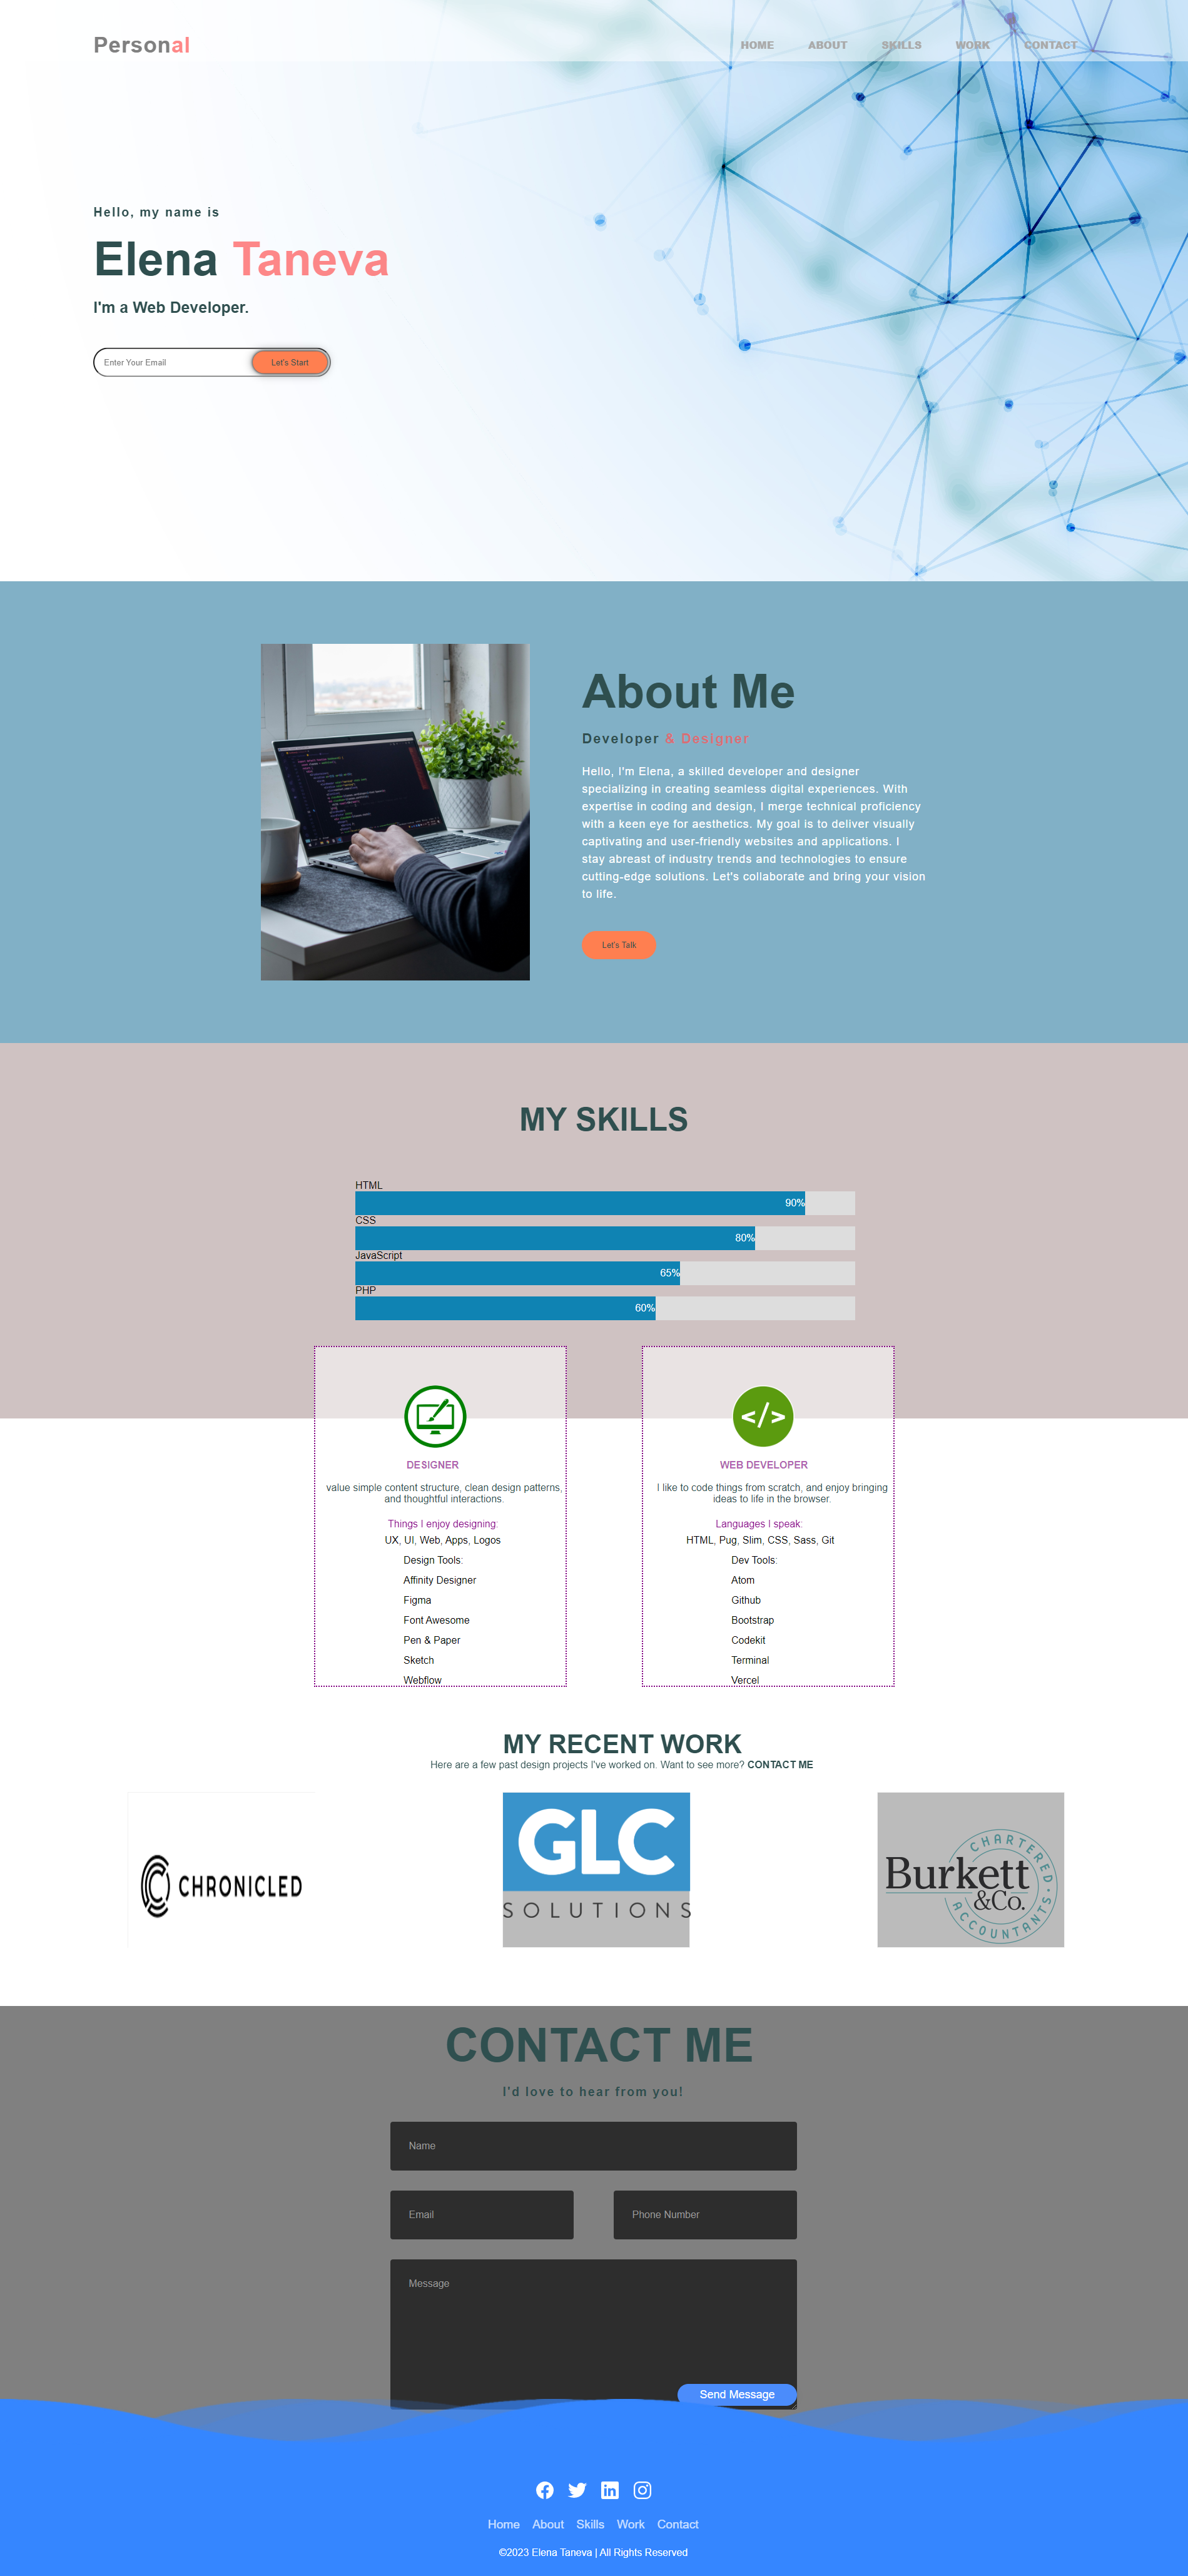 Personal
HOME ABOUT SKILLS WORK CONTACT
Hello, my name is
Elena Taneva
I'm a Web Developer.
Enter Your Email Let's Start
About Me
Developer & Designer
Hello, I'm Elena, a skilled developer and designer
specializing in creating seamless digital experiences. With
expertise in coding and design, I merge technical proficiency
with a keen eye for aesthetics. My goal is to deliver visually
captivating and user-friendly websites and applications. I
stay abreast of industry trends and technologies to ensure
cutting-edge solutions. Let's collaborate and bring your vision
to life.
Let's Talk
MY SKILLS
HTML
90%
CSS
80%
JavaScript
65%
PHP
60%
</>
DESIGNER
value simple content structure, clean design patterns,
and thoughtful interactions.
Things I enjoy designing:
UX, UI, Web, Apps, Logos
Design Tools:
Affinity Designer
Figma
Font Awesome
Pen & Paper
Sketch
Webflow
WEB DEVELOPER
I like to code things from scratch, and enjoy bringing
ideas to life in the browser.
Languages I speak:
HTML, Pug, Slim, CSS, Sass, Git
Dev Tools:
Atom
Github
Bootstrap
Codekit
Terminal
Vercel
MY RECENT WORK
Here are a few past design projects I've worked on. Want to see more? CONTACT ME
CHRONICLED
GLC
SOLUTIONS
Burkett
&Co.
CHARTERED
ACCOUNTANTS
CONTACT ME
I'd love to hear from you!
Name
Email Phone Number
Message
Send Message
Home About Skills Work Contact
©2023 Elena Taneva | All Rights Reserved